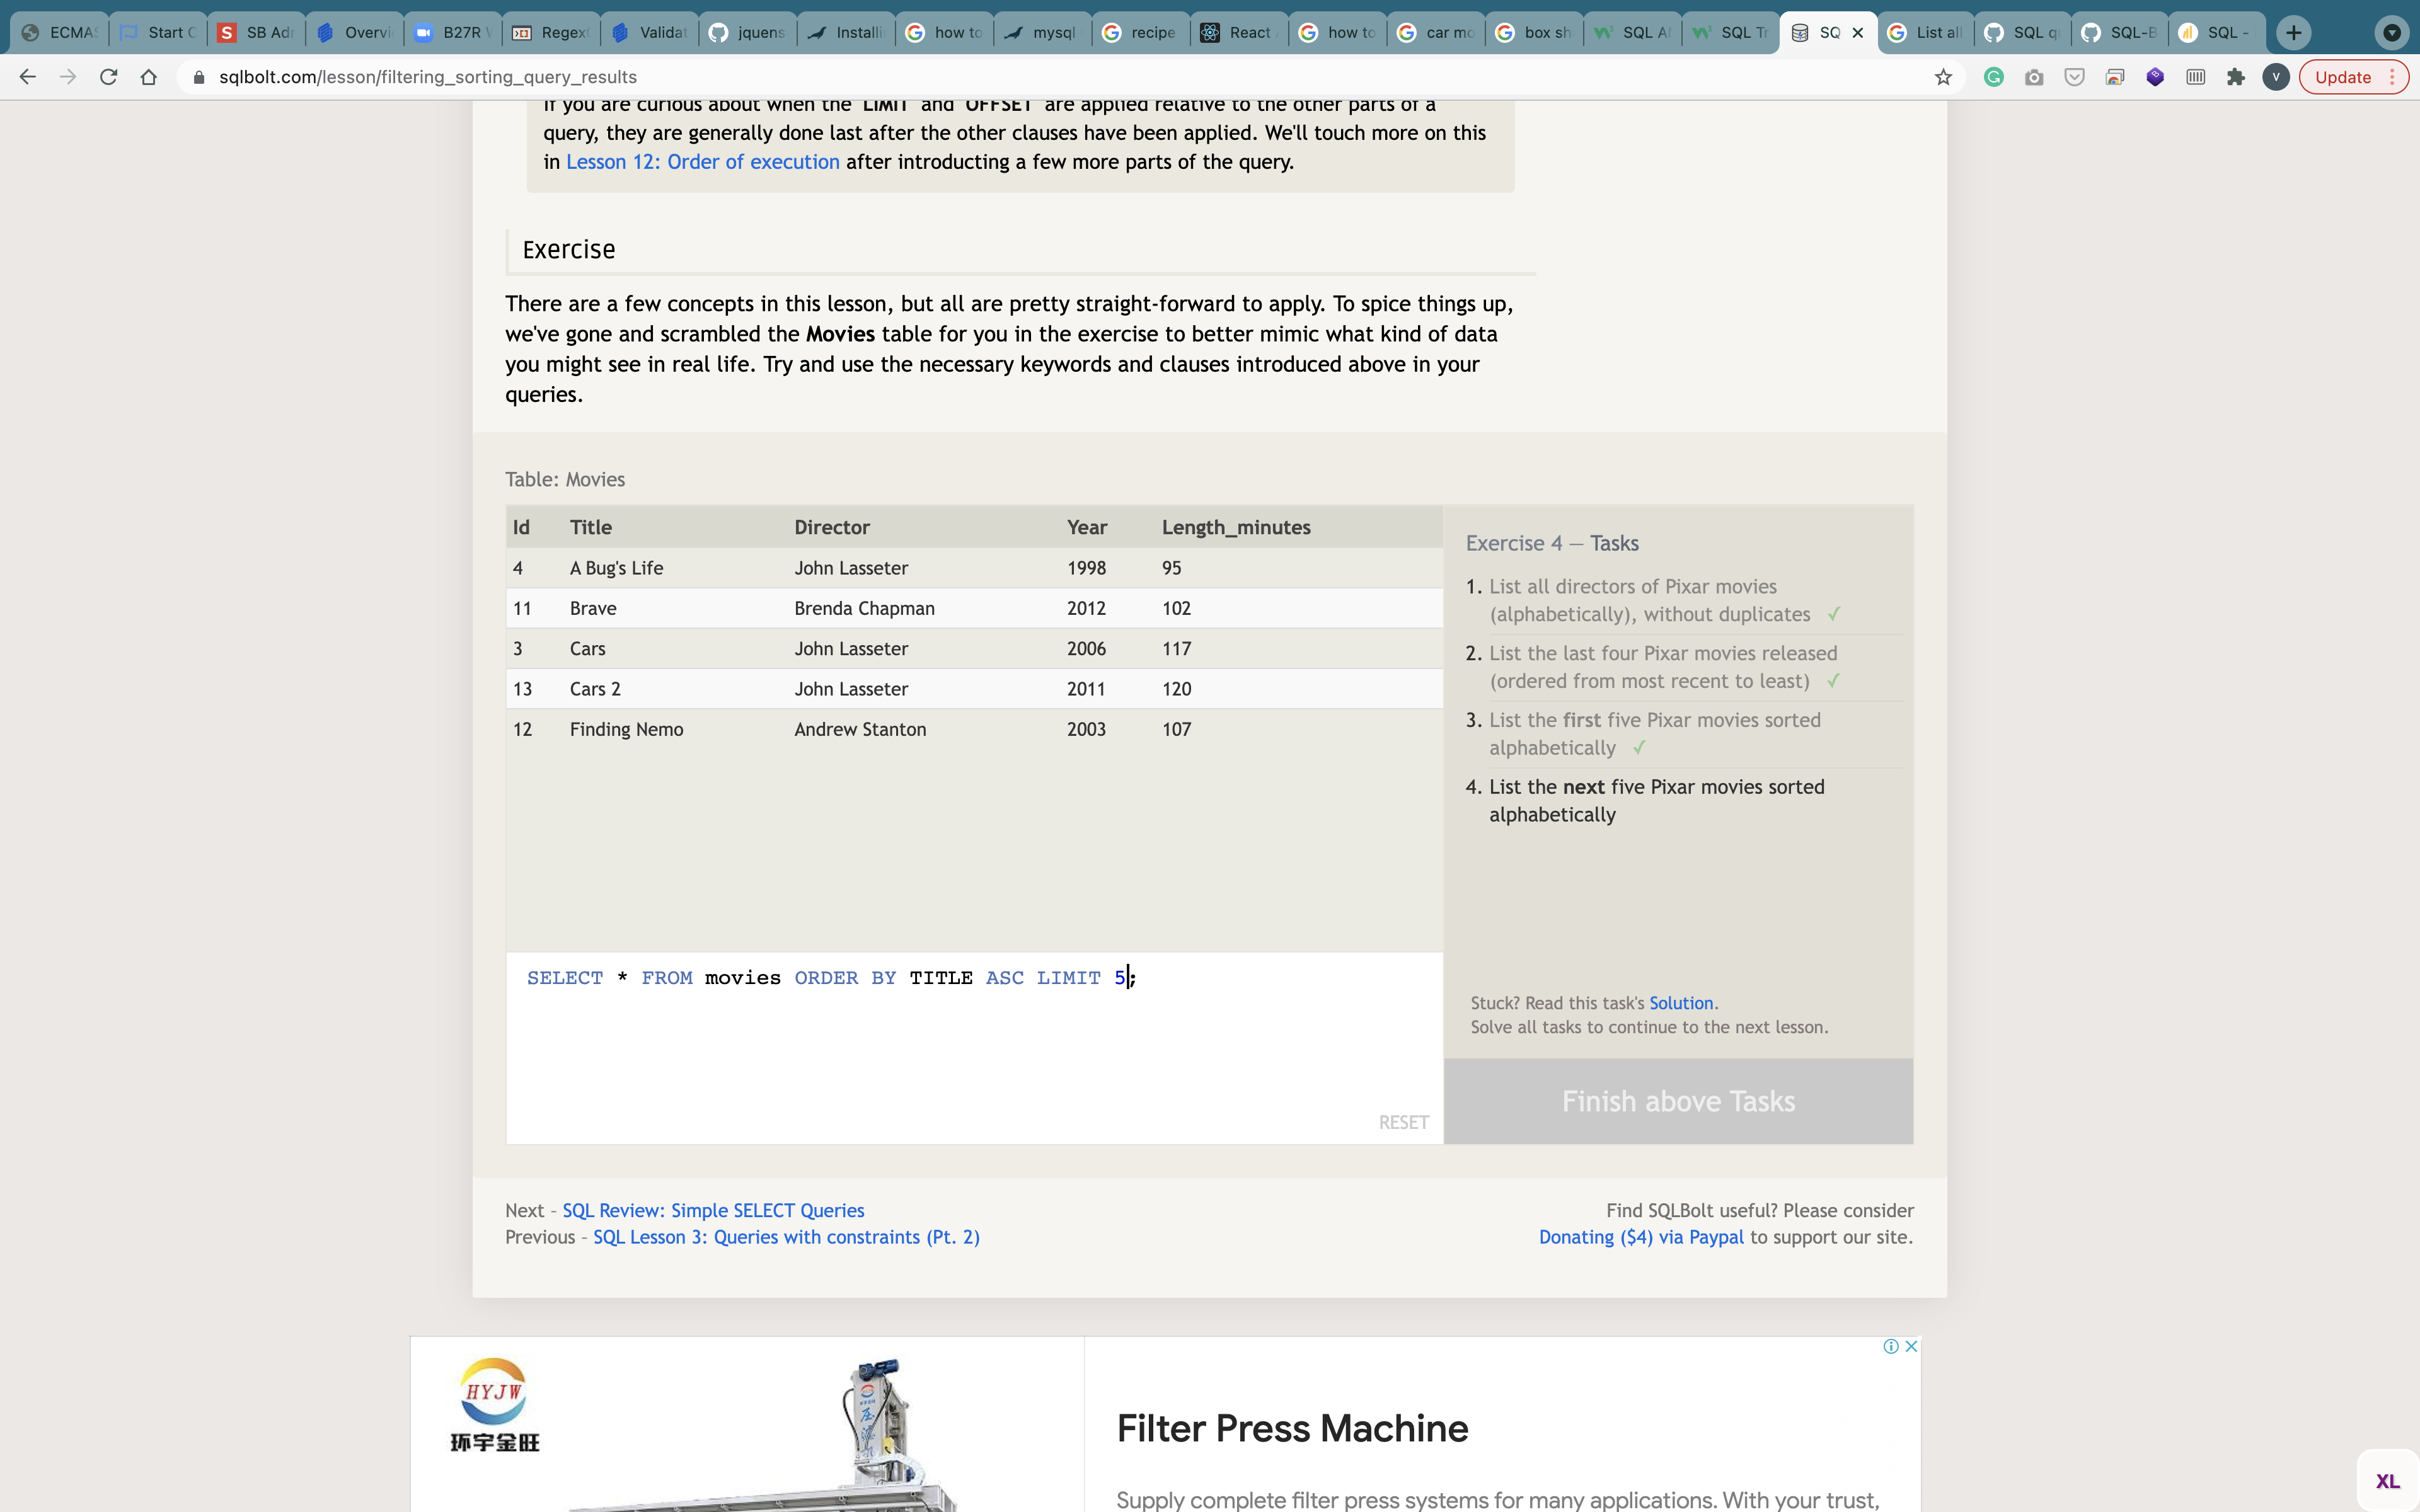 ECMAS
Start C
SB Adr
Overvi
B27R W
RegexO
Validat
jquens
Installi
how to
mysql
recipe
React
how to
car mo
box sh
SQL Al
SQL Tr
SQ
List all
SQL q
SQL-B
SQL -
sqlbolt.com/lesson/filtering_sorting_query_results
V
Update
If you are curious about when the LIMIT and OFFSET are applied relative to the other parts of a
query, they are generally done last after the other clauses have been applied. We'll touch more on this
in Lesson 12: Order of execution after introducting a few more parts of the query.
Exercise
There are a few concepts in this lesson, but all are pretty straight-forward to apply. To spice things up,
we've gone and scrambled the Movies table for you in the exercise to better mimic what kind of data
you might see in real life. Try and use the necessary keywords and clauses introduced above in your
queries.
Table: Movies
Id Title Director Year Length_minutes
4 A Bug's Life John Lasseter 1998 95
11 Brave Brenda Chapman 2012 102
3 Cars John Lasseter 2006 117
13 Cars 2 John Lasseter 2011 120
12 Finding Nemo Andrew Stanton 2003 107
SELECT * FROM movies ORDER BY TITLE ASC LIMIT 5;
RESET
Exercise 4 — Tasks
1. List all directors of Pixar movies
(alphabetically), without duplicates ✓
2. List the last four Pixar movies released
(ordered from most recent to least) ✓
3. List the first five Pixar movies sorted
alphabetically ✓
4. List the next five Pixar movies sorted
alphabetically
Stuck? Read this task's Solution.
Solve all tasks to continue to the next lesson.
Finish above Tasks
Next – SQL Review: Simple SELECT Queries
Previous – SQL Lesson 3: Queries with constraints (Pt. 2)
Find SQLBolt useful? Please consider
Donating ($4) via Paypal to support our site.
HYJW
环宇金旺
Filter Press Machine
Supply complete filter press systems for many applications. With your trust,
XL